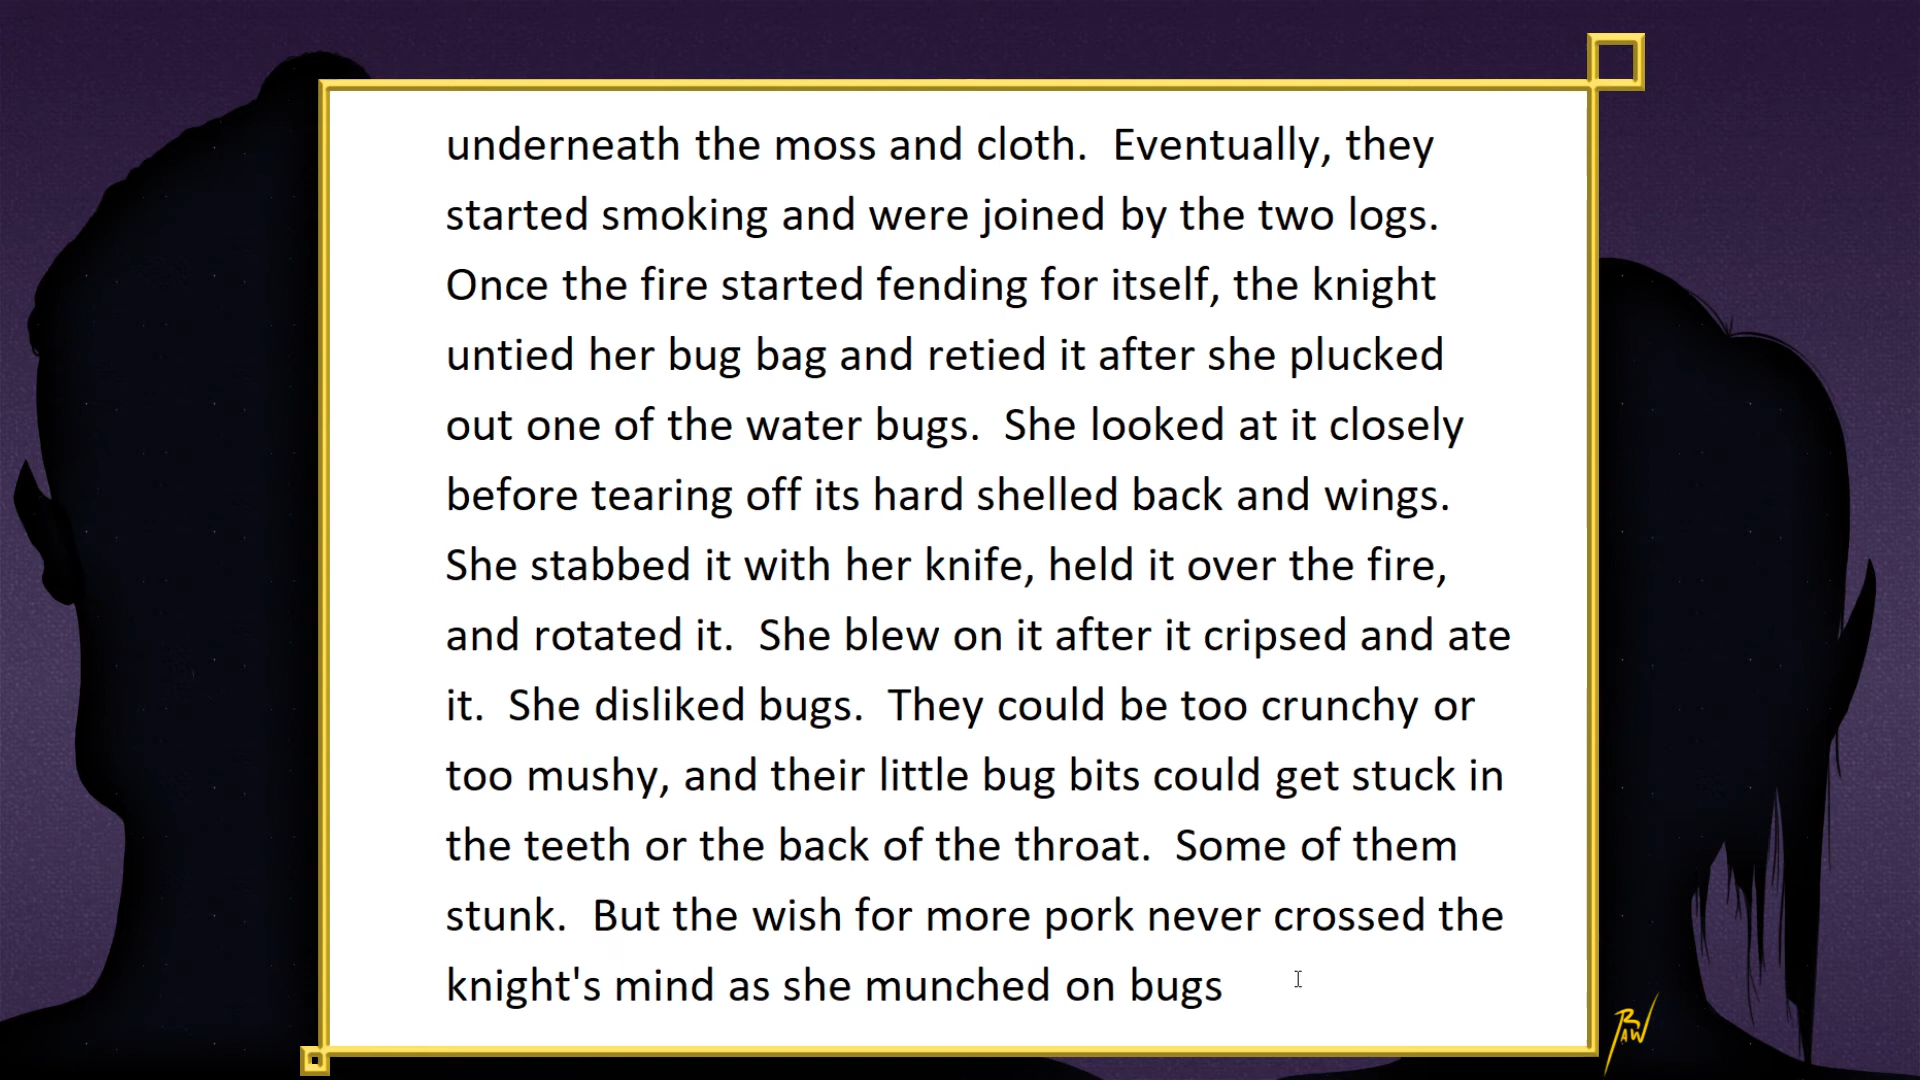 underneath the moss and cloth.  Eventually, they
started smoking and were joined by the two logs.
Once the fire started fending for itself, the knight
untied her bug bag and retied it after she plucked
out one of the water bugs.  She looked at it closely
before tearing off its hard shelled back and wings.
She stabbed it with her knife, held it over the fire,
and rotated it.  She blew on it after it cripsed and ate
it.  She disliked bugs.  They could be too crunchy or
too mushy, and their little bug bits could get stuck in
the teeth or the back of the throat.  Some of them
stunk.  But the wish for more pork never crossed the
knight's mind as she munched on bugs
RAW